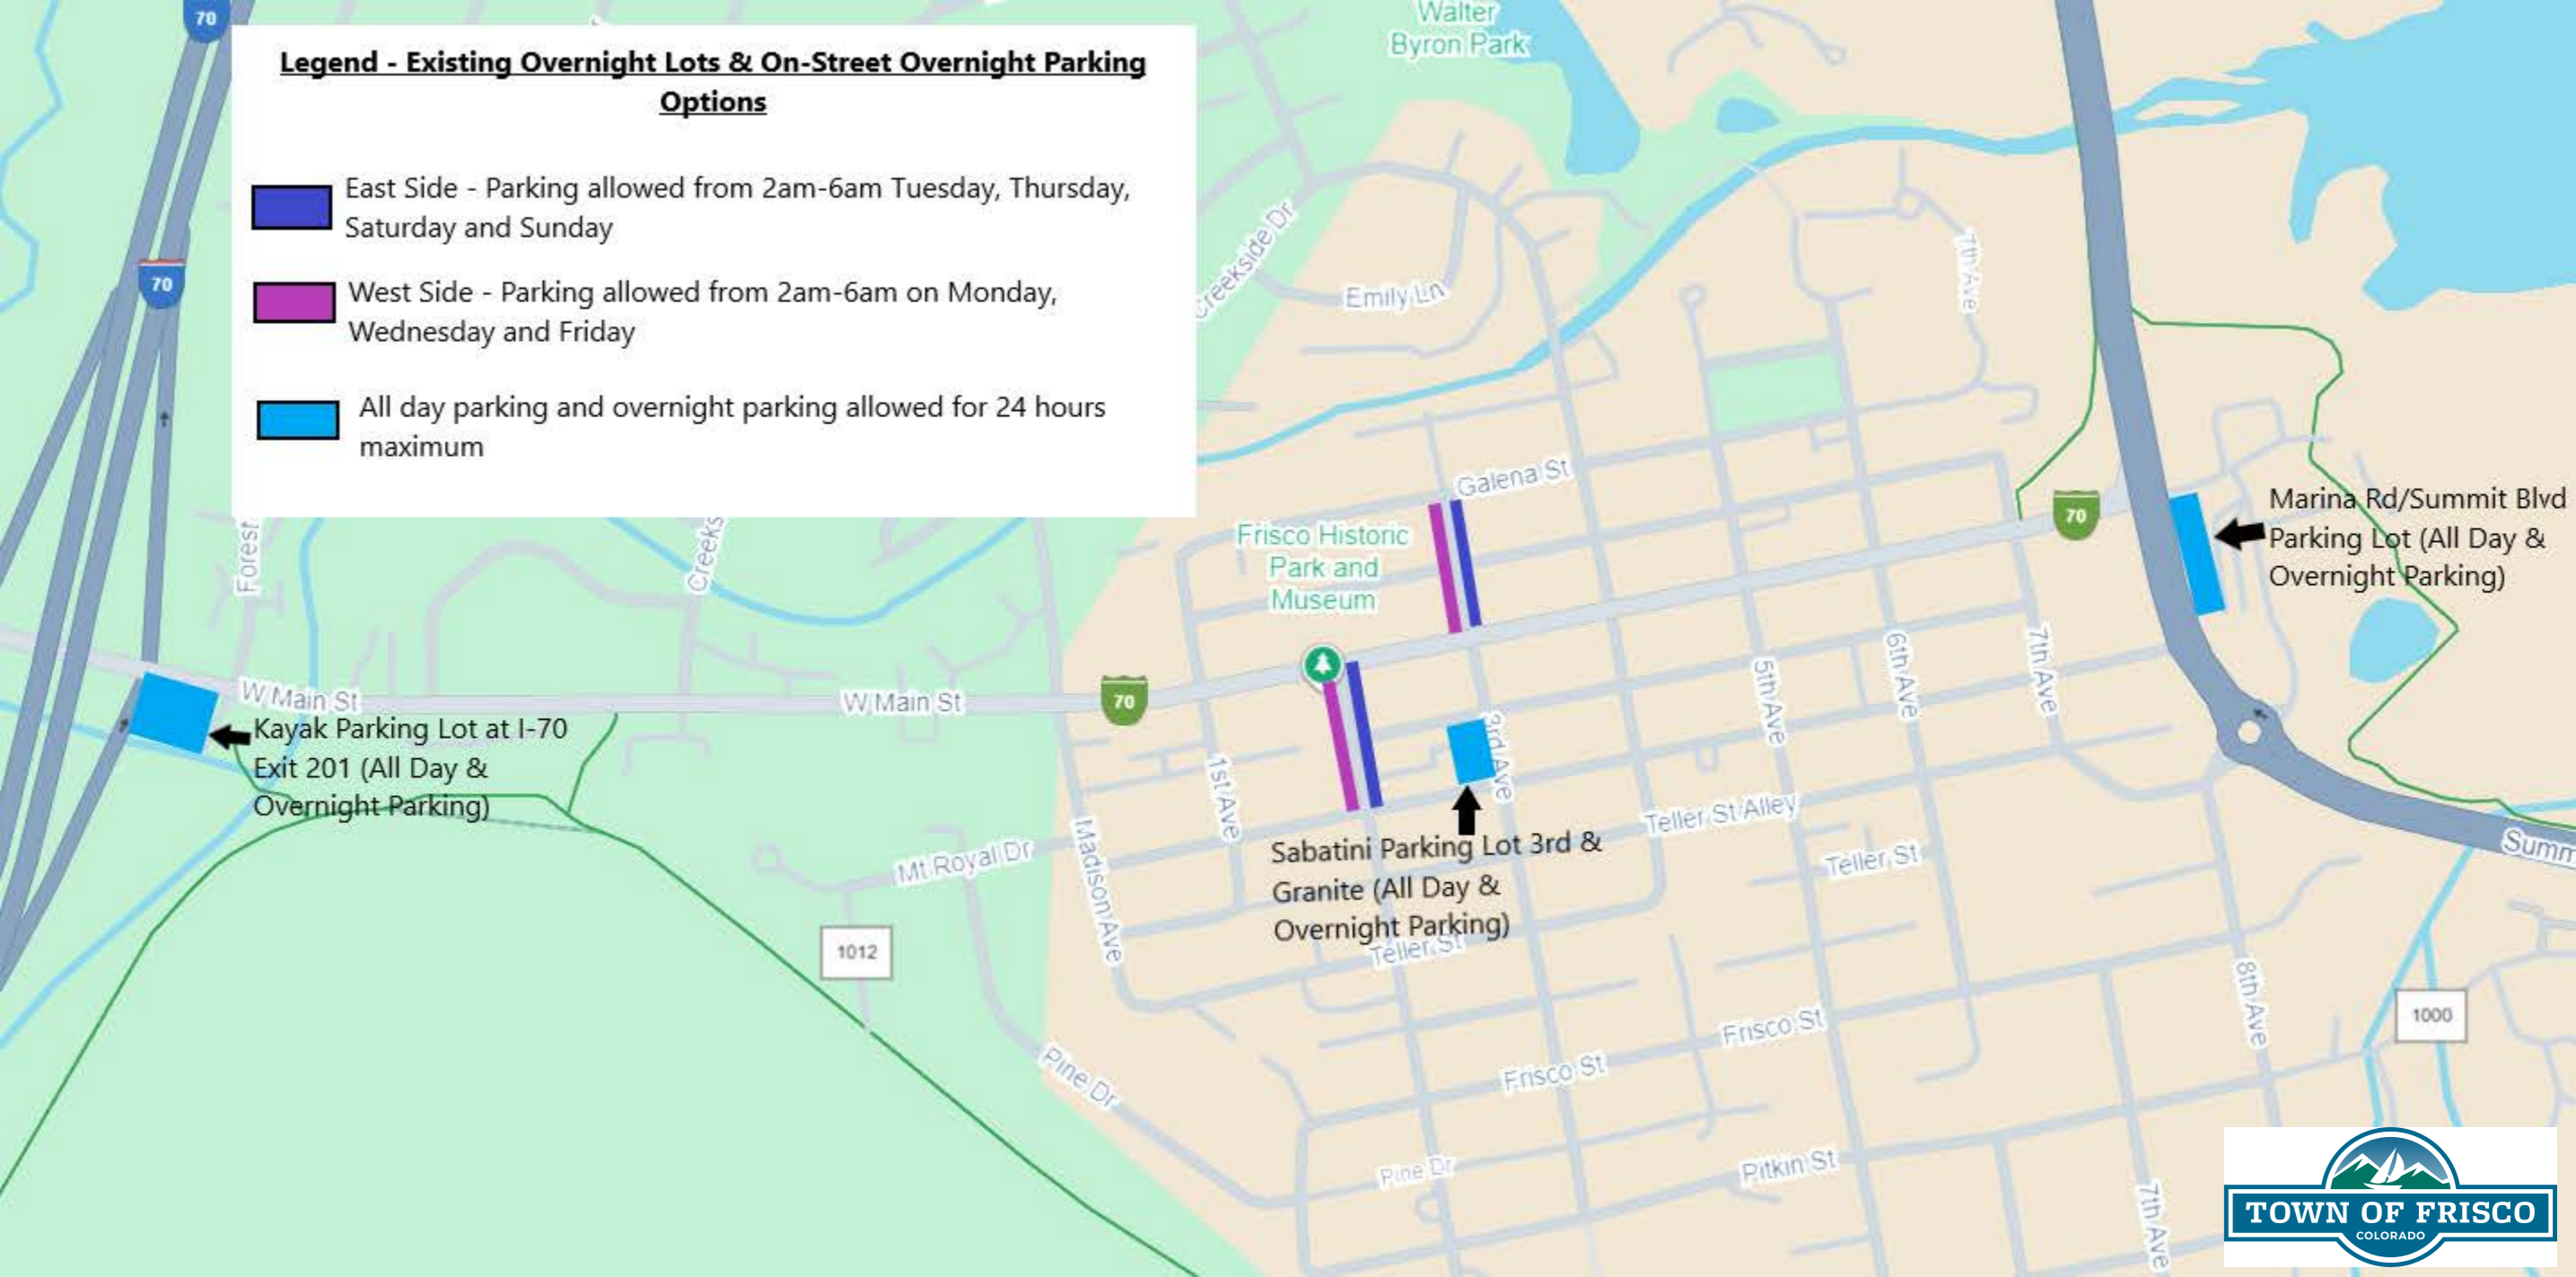 70
Walter
Byron Park
Legend - Existing Overnight Lots & On-Street Overnight Parking
Options
East Side - Parking allowed from 2am-6am Tuesday, Thursday,
Saturday and Sunday
70
West Side - Parking allowed from 2am-6am on Monday,
Wednesday and Friday
All day parking and overnight parking allowed for 24 hours
maximum
Creekside Dr
Emily Ln
7th Ave
Galena St
Forest
Creeks
Frisco Historic
Park and
Museum
70
Marina Rd/Summit Blvd
Parking Lot (All Day &
Overnight Parking)
W Main St
W Main St
70
Kayak Parking Lot at I-70
Exit 201 (All Day &
Overnight Parking)
1st Ave
3rd Ave
5th Ave
6th Ave
7th Ave
Sabatini Parking Lot 3rd &
Granite (All Day &
Overnight Parking)
Teller St Alley
Teller St
Teller St
Summ
Mt Royal Dr
Madison Ave
1012
8th Ave
1000
Frisco St
Frisco St
Pine Dr
Pine Dr
Pitkin St
7th Ave
TOWN OF FRISCO
COLORADO